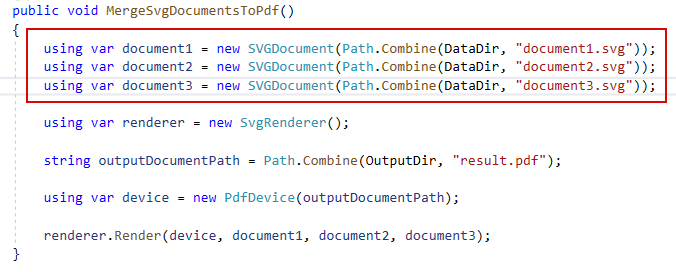 public void MergeSvgDocumentsToPdf()
{
using var document1 = new SVGDocument(Path.Combine(DataDir, "document1.svg"));
using var document2 = new SVGDocument(Path.Combine(DataDir, "document2.svg"));
using var document3 = new SVGDocument(Path.Combine(DataDir, "document3.svg"));
using var renderer = new SvgRenderer();
string outputDocumentPath = Path.Combine(OutputDir, "result.pdf");
using var device = new PdfDevice(outputDocumentPath);
renderer.Render(device, document1, document2, document3);
}